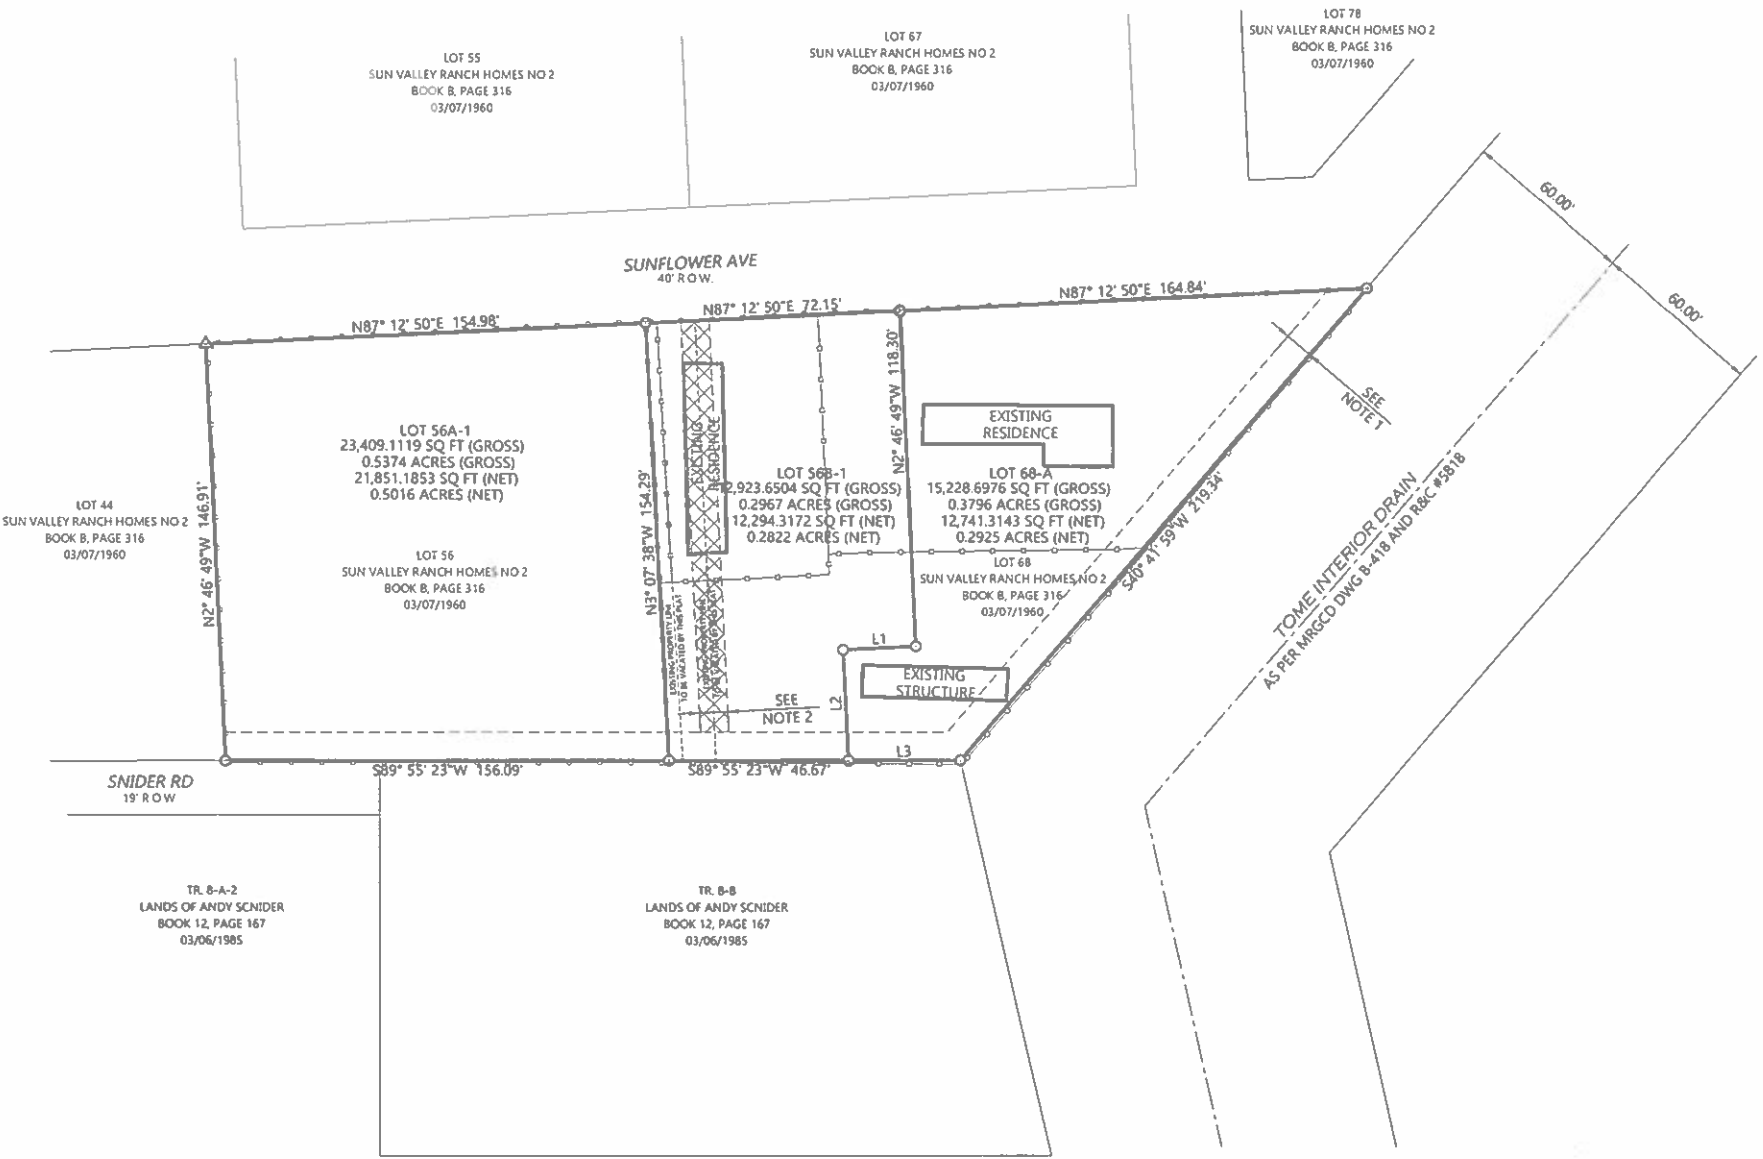 LOT 55
SUN VALLEY RANCH HOMES NO 2
BOOK B, PAGE 316
03/07/1960
LOT 67
SUN VALLEY RANCH HOMES NO 2
BOOK B, PAGE 316
03/07/1960
LOT 78
SUN VALLEY RANCH HOMES NO 2
BOOK B, PAGE 316
03/07/1960
60.00'
60.00'
SUNFLOWER AVE
40' ROW.
N87° 12' 50"E 154.98'
N87° 12' 50"E 72.15'
N87° 12' 50"E 164.84'
LOT 44
SUN VALLEY RANCH HOMES NO 2
BOOK B, PAGE 316
03/07/1960
N2° 46' 49"W 146.91'
LOT 56A-1
23,409.1119 SQ FT (GROSS)
0.5374 ACRES (GROSS)
21,851.1853 SQ FT (NET)
0.5016 ACRES (NET)
LOT 56
SUN VALLEY RANCH HOMES NO 2
BOOK B, PAGE 316
03/07/1960
N3° 07' 38"W 154.29'
EXISTING
RESIDENCE
LOT 56B-1
2,923.6504 SQ FT (GROSS)
0.2967 ACRES (GROSS)
12,294.3172 SQ FT (NET)
0.2822 ACRES (NET)
N2° 46' 49"W 118.30'
EXISTING
RESIDENCE
LOT 68-A
15,228.6976 SQ FT (GROSS)
0.3796 ACRES (GROSS)
12,741.3143 SQ FT (NET)
0.2925 ACRES (NET)
LOT 68
SUN VALLEY RANCH HOMES NO 2
BOOK B, PAGE 316
03/07/1960
S40° 41' 59"W 219.34'
SEE
NOTE 1
TOME INTERIOR DRAIN
AS PER MRGCD DWG B-418 AND R&C #5818
EXISTING PROPERTY LINE
TO BE VACATED BY THIS PLAT
L1
L2
L3
EXISTING
STRUCTURE
SEE
NOTE 2
S89° 55' 23"W 156.09'
S89° 55' 23"W 46.67'
SNIDER RD
19' ROW
TR. 8-A-2
LANDS OF ANDY SCNIDER
BOOK 12, PAGE 167
03/06/1985
TR. 8-B
LANDS OF ANDY SCNIDER
BOOK 12, PAGE 167
03/06/1985